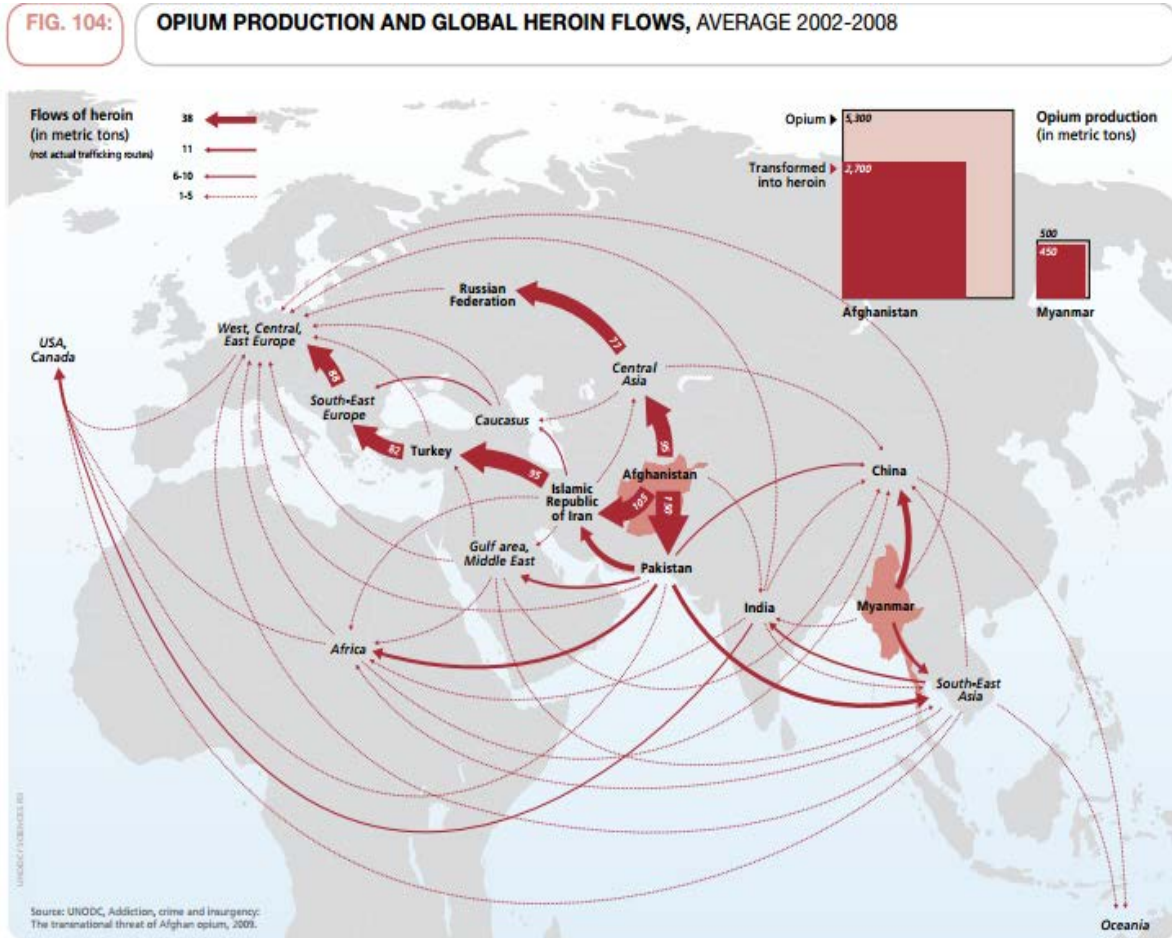 FIG. 104:
OPIUM PRODUCTION AND GLOBAL HEROIN FLOWS, AVERAGE 2002-2008
Flows of heroin
(in metric tons)
(not actual trafficking routes)
38
11
6-10
1-5
Opium
5,300
Transformed
into heroin
2,700
Opium production
(in metric tons)
500
450
Afghanistan
Myanmar
Russian
Federation
77
West, Central,
East Europe
USA,
Canada
Central
Asia
88
South-East
Europe
Caucasus
82
Turkey
95
95
Afghanistan
China
Islamic
Republic
of Iran
105
150
Gulf area,
Middle East
Pakistan
India
Myanmar
Africa
South-East
Asia
Source: UNODC, Addiction, crime and insurgency:
The transnational threat of Afghan opium, 2009.
Oceania